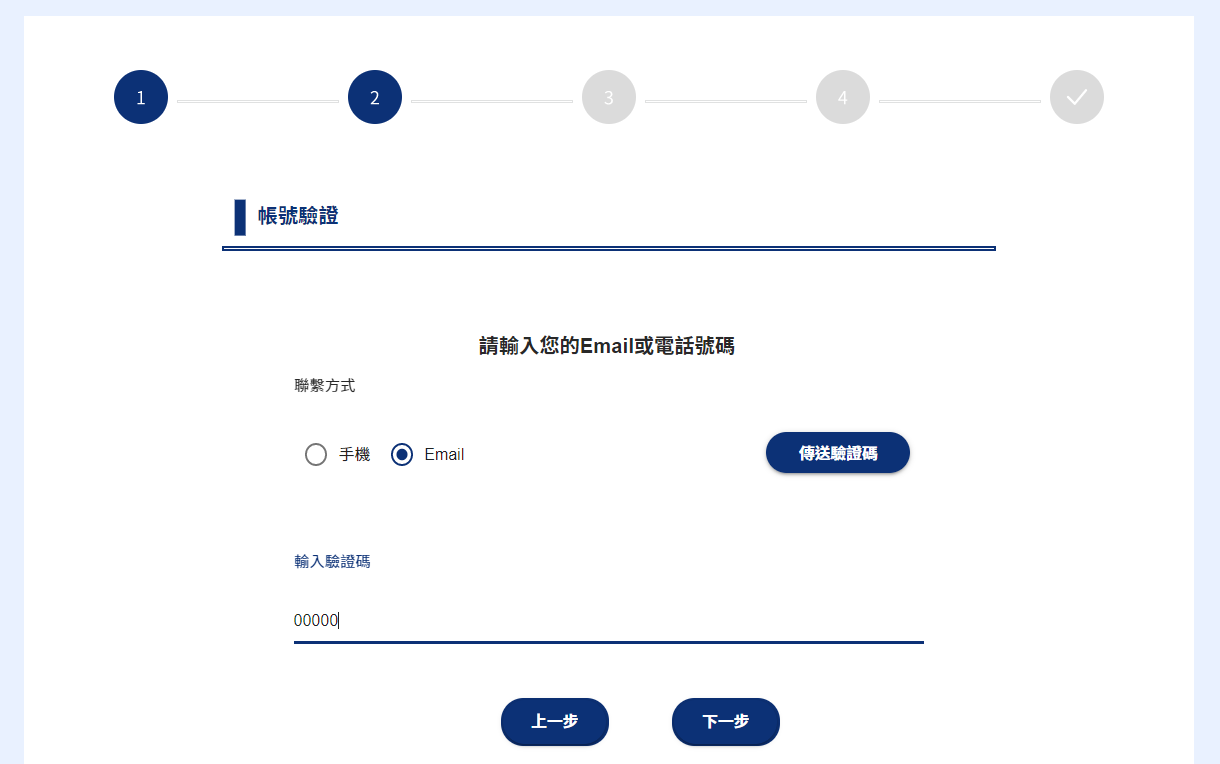 1 2 3 4
帳號驗證
請輸入您的Email或電話號碼
聯繫方式
手機 Email 傳送驗證碼
輸入驗證碼
00000
上一步 下一步